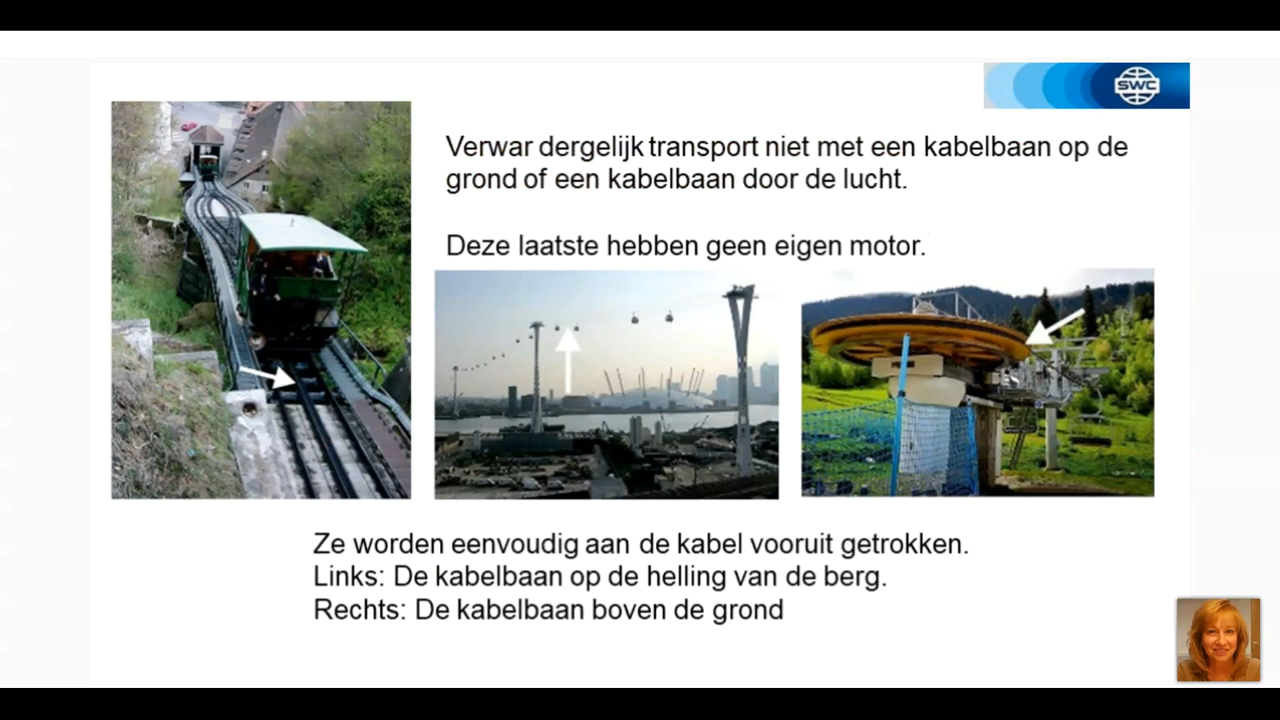 SWC
Verwar dergelijk transport niet met een kabelbaan op de
grond of een kabelbaan door de lucht.
Deze laatste hebben geen eigen motor.
Ze worden eenvoudig aan de kabel vooruit getrokken.
Links: De kabelbaan op de helling van de berg.
Rechts: De kabelbaan boven de grond